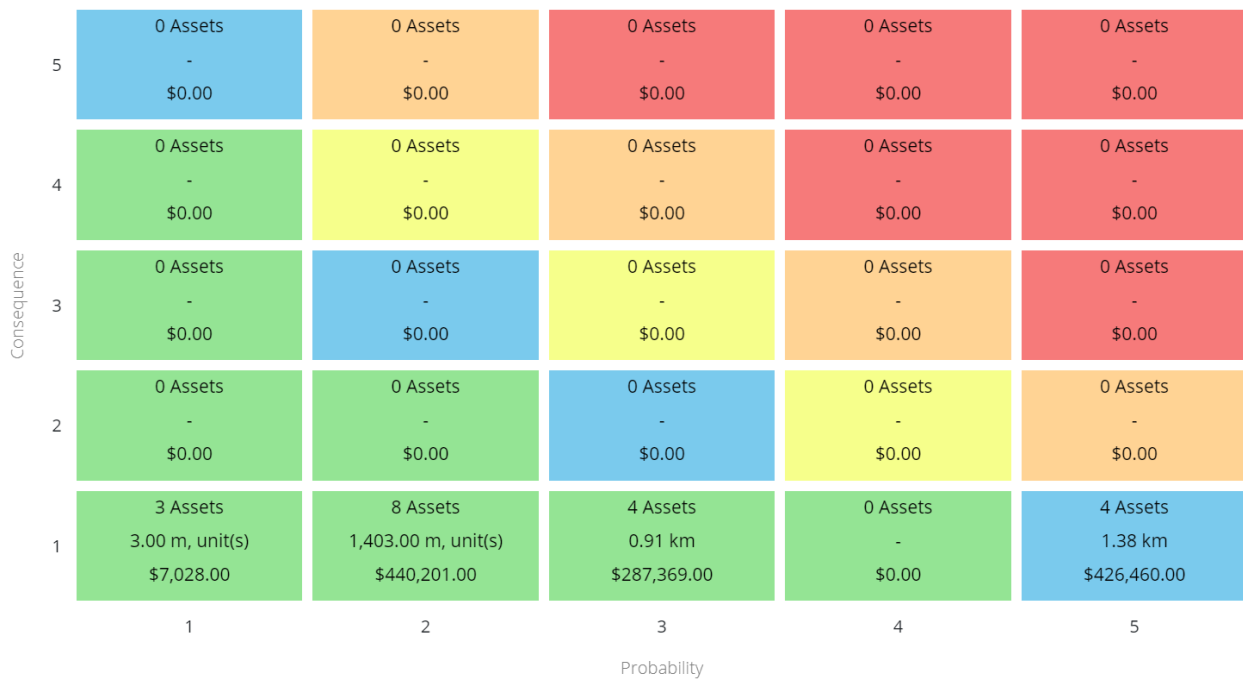 0 Assets 0 Assets 0 Assets 0 Assets 0 Assets
5 - - - - -
$0.00 $0.00 $0.00 $0.00 $0.00
0 Assets 0 Assets 0 Assets 0 Assets 0 Assets
4 - - - - -
$0.00 $0.00 $0.00 $0.00 $0.00
Consequence
0 Assets 0 Assets 0 Assets 0 Assets 0 Assets
3 - - - - -
$0.00 $0.00 $0.00 $0.00 $0.00
0 Assets 0 Assets 0 Assets 0 Assets 0 Assets
2 - - - - -
$0.00 $0.00 $0.00 $0.00 $0.00
3 Assets 8 Assets 4 Assets 0 Assets 4 Assets
1 3.00 m, unit(s) 1,403.00 m, unit(s) 0.91 km - 1.38 km
$7,028.00 $440,201.00 $287,369.00 $0.00 $426,460.00
1 2 3 4 5
Probability